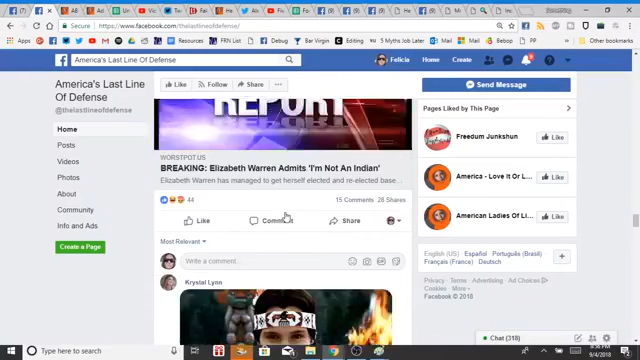 https://www.facebook.com/thelastlineofdefense/
Apps
Bar Virgin
Resources
FRN List
Debug
Bar Virgin
Editing
5 Myths Later
Journey
PP
Other bookmarks
America's Last Line Of Defense
Felicia
Home
America's Last Line
Of Defense
@thelastlineofdefense
Home
Posts
Videos
Photos
About
Community
Info and Ads
Create a Page
Like
Follow
Share
REPORT
WORSTPOT.US
BREAKING: Elizabeth Warren Admits 'I'm Not An Indian'
Elizabeth Warren has managed to get herself elected and re-elected base...
44
15 Comments 28 Shares
Like
Comment
Share
Most Relevant
Write a comment...
Krystal Lynn
Send Message
Pages Liked by This Page
Freedum Junkshun
Like
America - Love It or L...
Like
American Ladies Of Li...
Like
English (US) Español Português (Brasil)
Français (France) Deutsch
Privacy Terms Advertising Ad Choices
Cookies More
Facebook © 2018
Chat (318)
Type here to search
8:56 PM
9/4/2018